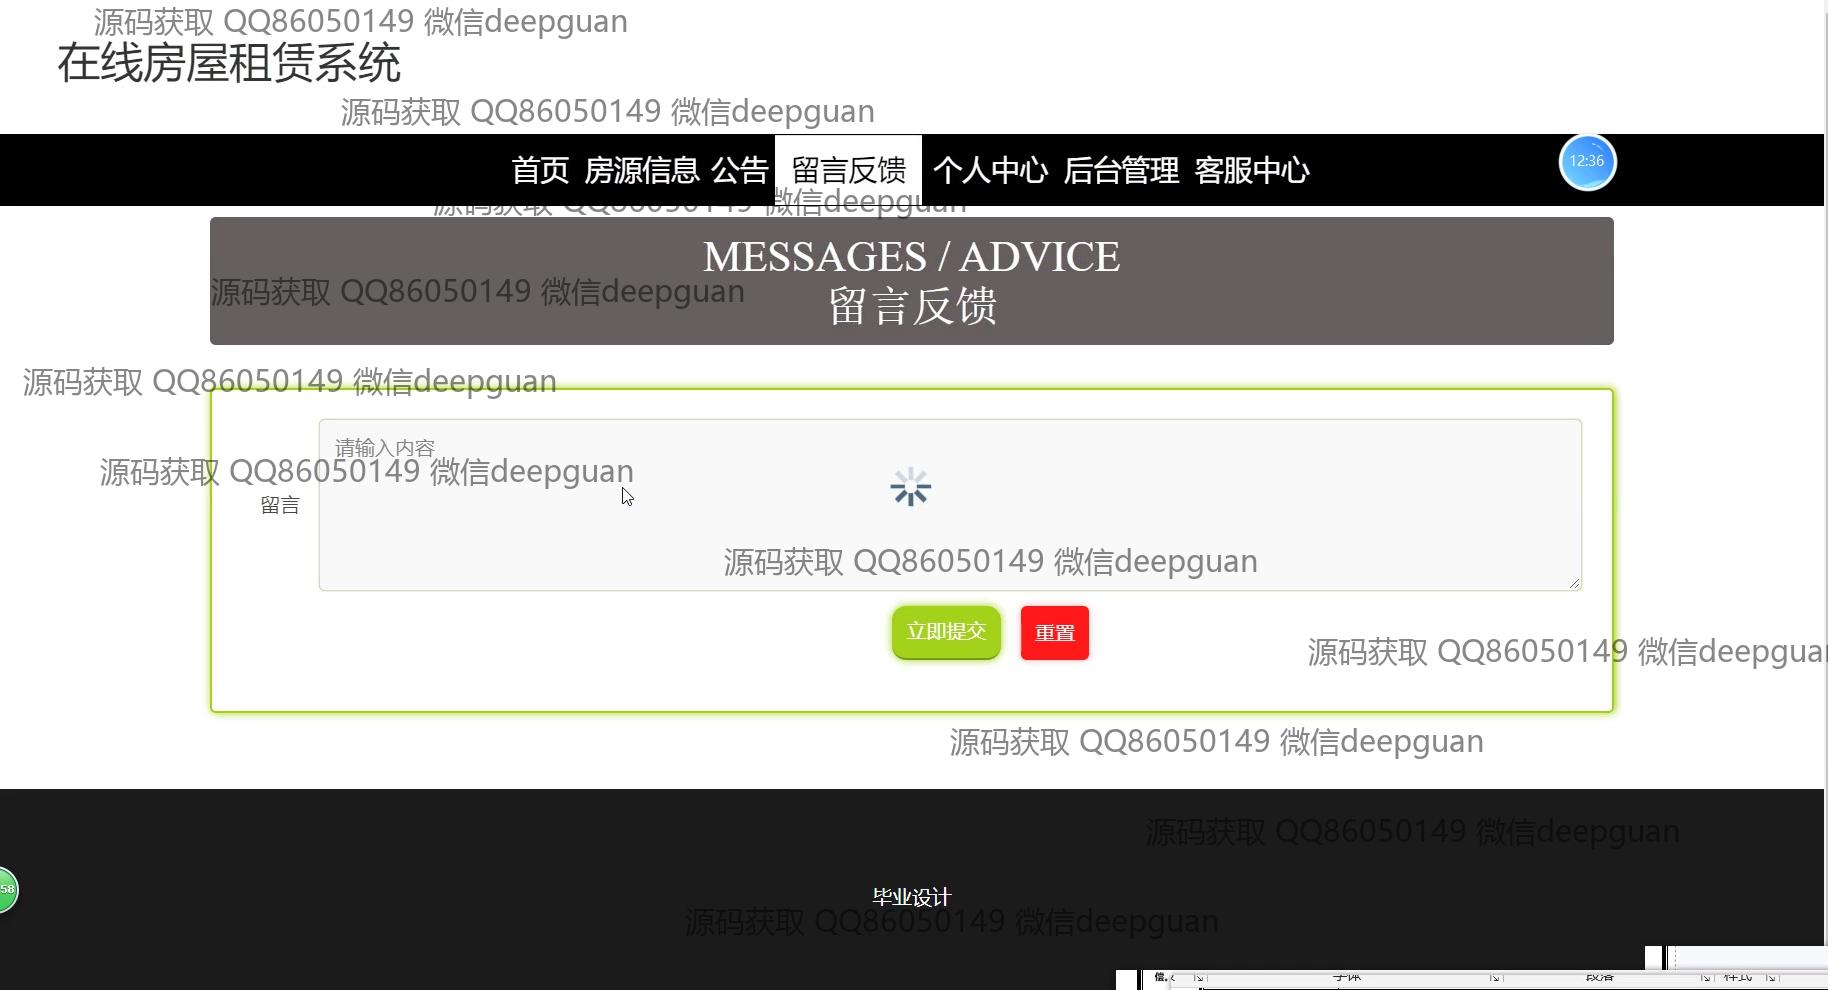 源码获取 QQ86050149 微信deepguan
在线房屋租赁系统
源码获取 QQ86050149 微信deepguan
首页 房源信息 公告 留言反馈 个人中心 后台管理 客服中心
12:36
源码获取 QQ86050149 微信deepguan
MESSAGES / ADVICE
源码获取 QQ86050149 微信deepguan
留言反馈
源码获取 QQ86050149 微信deepguan
请输入内容
源码获取 QQ86050149 微信deepguan
留言
源码获取 QQ86050149 微信deepguan
立即提交 重置
源码获取 QQ86050149 微信deepgua
源码获取 QQ86050149 微信deepguan
源码获取 QQ86050149 微信deepguan
58
毕业设计
源码获取 QQ86050149 微信deepguan
字体 段落 样式